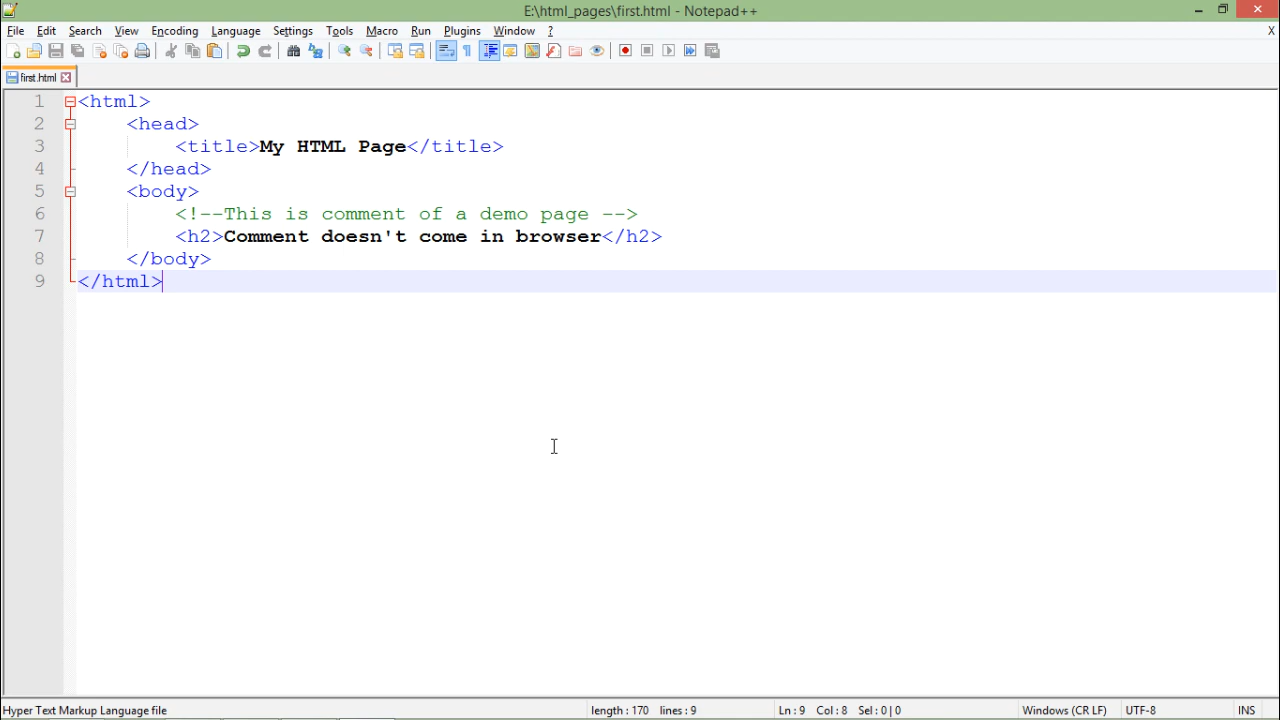 E:\html_pages\first.html - Notepad++
File Edit Search View Encoding Language Settings Tools Macro Run Plugins Window ? X
first.html
1 <html>
2 <head>
3 <title>My HTML Page</title>
4 </head>
5 <body>
6 <!--This is comment of a demo page -->
7 <h2>Comment doesn't come in browser</h2>
8 </body>
9 </html>
Hyper Text Markup Language file length : 170 lines : 9 Ln : 9 Col : 8 Sel : 0 | 0 Windows (CR LF) UTF-8 INS